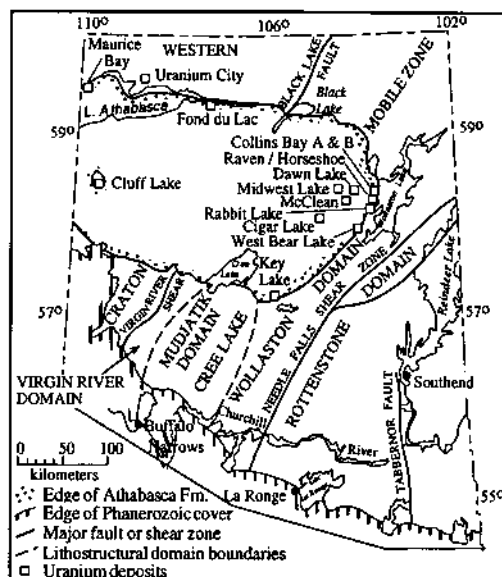 110° 106° 102°
Maurice
Bay
WESTERN
Uranium City
BLACK LAKE
FAULT
MOBILE ZONE
L. Athabasca
Fond du Lac
Black
Lake
59° 59°
Collins Bay A & B
Raven / Horseshoe
Dawn Lake
Midwest Lake
McClean
Cluff Lake
Rabbit Lake
Cigar Lake
West Bear Lake
Key
Lake
CRATON
VIRGIN RIVER
SHEAR
MUDJATIK
DOMAIN
CREE LAKE
WOLLASTON
DOMAIN
NEEDLE FALLS SHEAR ZONE
ROTTENSTONE
DOMAIN
Reindeer Lake
57° 57°
VIRGIN RIVER
DOMAIN
Southend
TABBERNOR FAULT
Buffalo
Narrows
Churchill
River
La Ronge
55°
0 50 100
kilometers
Edge of Athabasca Fm.
Edge of Phanerozoic cover
Major fault or shear zone
Lithostructural domain boundaries
Uranium deposits